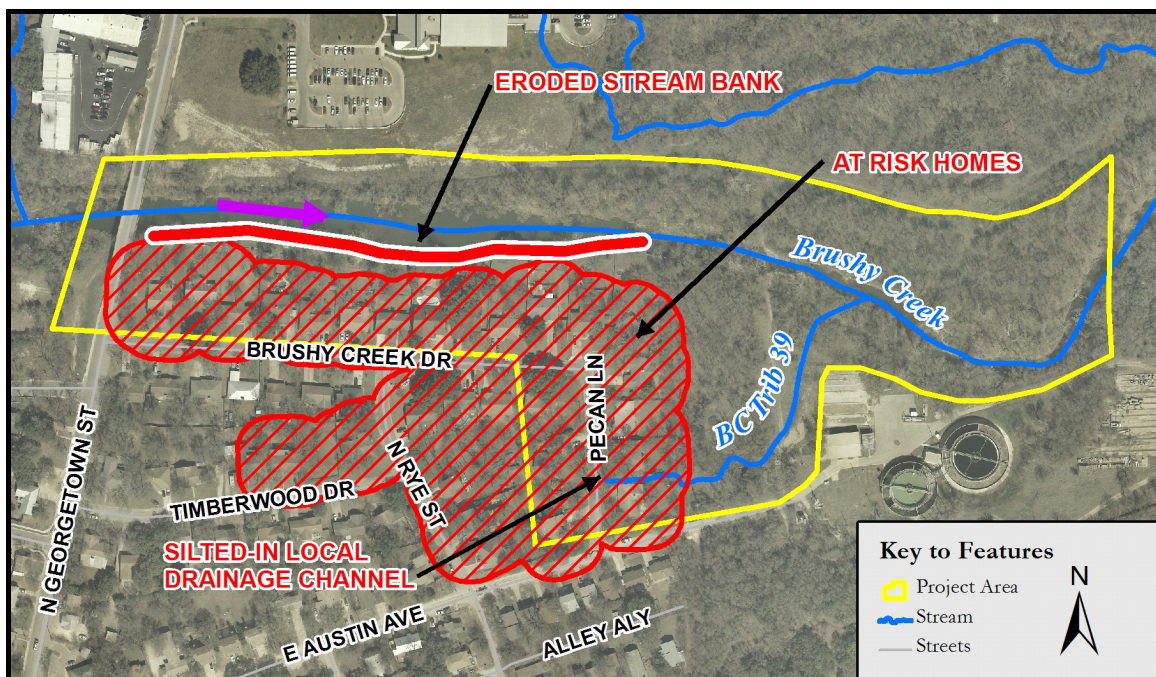 ERODED STREAM BANK
AT RISK HOMES
Brushy Creek
BRUSHY CREEK DR
PECAN LN
BC Trib 39
N GEORGETOWN ST
N RYE ST
TIMBERWOOD DR
SILTED-IN LOCAL
DRAINAGE CHANNEL
E AUSTIN AVE
ALLEY ALY
Key to Features
Project Area
Stream
Streets
N